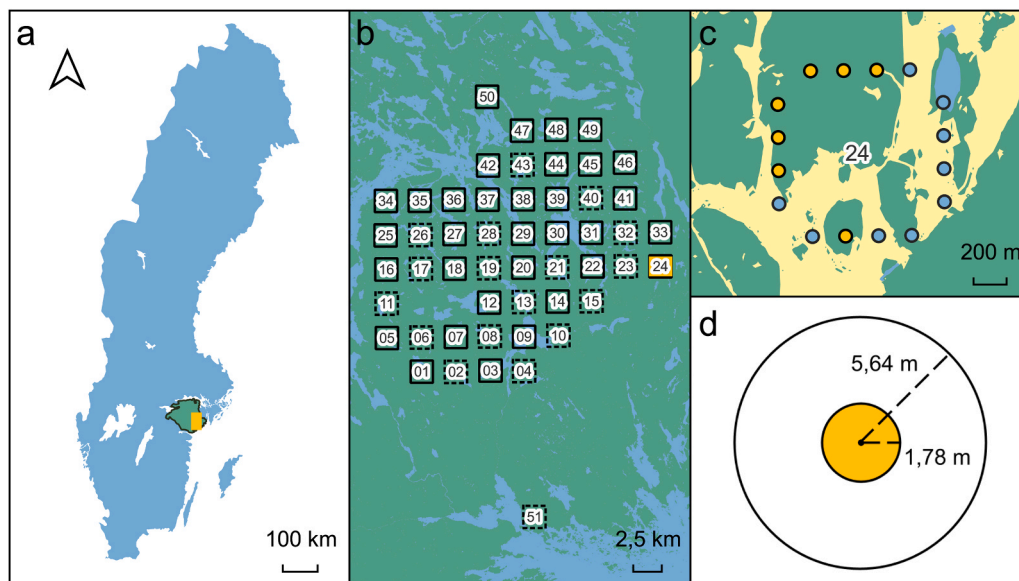 a
100 km
b
50
47 48 49
42 43 44 45 46
34 35 36 37 38 39 40 41
25 26 27 28 29 30 31 32 33
16 17 18 19 20 21 22 23 24
11 12 13 14 15
05 06 07 08 09 10
01 02 03 04
51
2,5 km
c
24
200 m
d
5,64 m
1,78 m